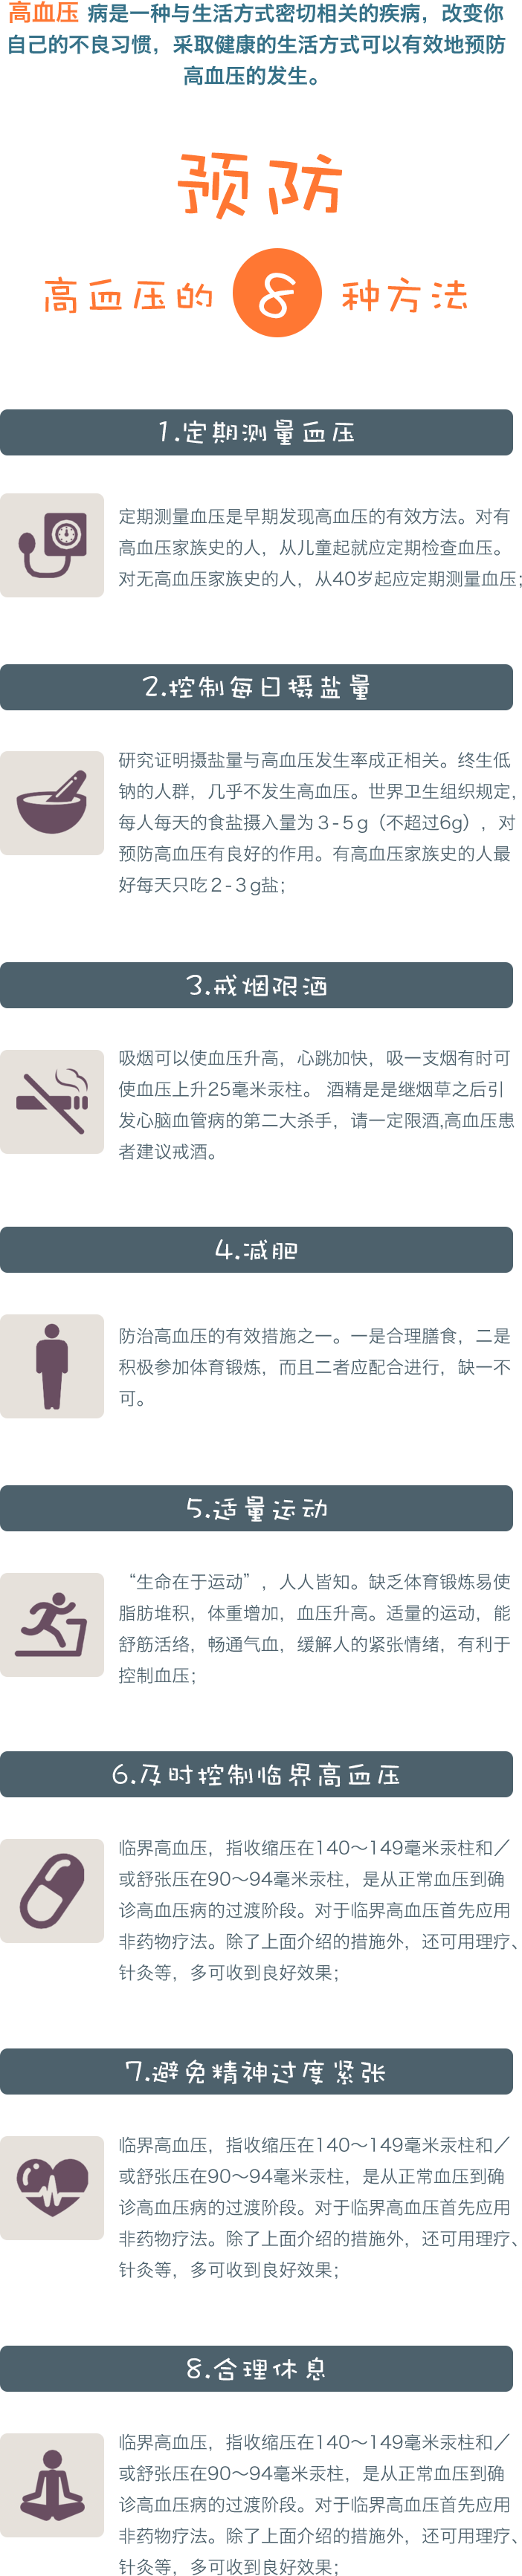 高血压 病是一种与生活方式密切相关的疾病，改变你
自己的不良习惯，采取健康的生活方式可以有效地预防
高血压的发生。
预防
高血压的 8 种方法
1.定期测量血压
定期测量血压是早期发现高血压的有效方法。对有
高血压家族史的人，从儿童起就应定期检查血压。
对无高血压家族史的人，从40岁起应定期测量血压；
2.控制每日摄盐量
研究证明摄盐量与高血压发生率成正相关。终生低
钠的人群，几乎不发生高血压。世界卫生组织规定，
每人每天的食盐摄入量为３-５g（不超过6g），对
预防高血压有良好的作用。有高血压家族史的人最
好每天只吃２-３g盐；
3.戒烟限酒
吸烟可以使血压升高，心跳加快，吸一支烟有时可
使血压上升25毫米汞柱。 酒精是是继烟草之后引
发心脑血管病的第二大杀手，请一定限酒,高血压患
者建议戒酒。
4.减肥
防治高血压的有效措施之一。一是合理膳食，二是
积极参加体育锻炼，而且二者应配合进行，缺一不
可。
5.适量运动
“生命在于运动”，人人皆知。缺乏体育锻炼易使
脂肪堆积，体重增加，血压升高。适量的运动，能
舒筋活络，畅通气血，缓解人的紧张情绪，有利于
控制血压；
6.及时控制临界高血压
临界高血压，指收缩压在140～149毫米汞柱和／
或舒张压在90～94毫米汞柱，是从正常血压到确
诊高血压病的过渡阶段。对于临界高血压首先应用
非药物疗法。除了上面介绍的措施外，还可用理疗、
针灸等，多可收到良好效果；
7.避免精神过度紧张
临界高血压，指收缩压在140～149毫米汞柱和／
或舒张压在90～94毫米汞柱，是从正常血压到确
诊高血压病的过渡阶段。对于临界高血压首先应用
非药物疗法。除了上面介绍的措施外，还可用理疗、
针灸等，多可收到良好效果；
8.合理休息
临界高血压，指收缩压在140～149毫米汞柱和／
或舒张压在90～94毫米汞柱，是从正常血压到确
诊高血压病的过渡阶段。对于临界高血压首先应用
非药物疗法。除了上面介绍的措施外，还可用理疗、
针灸等，多可收到良好效果；